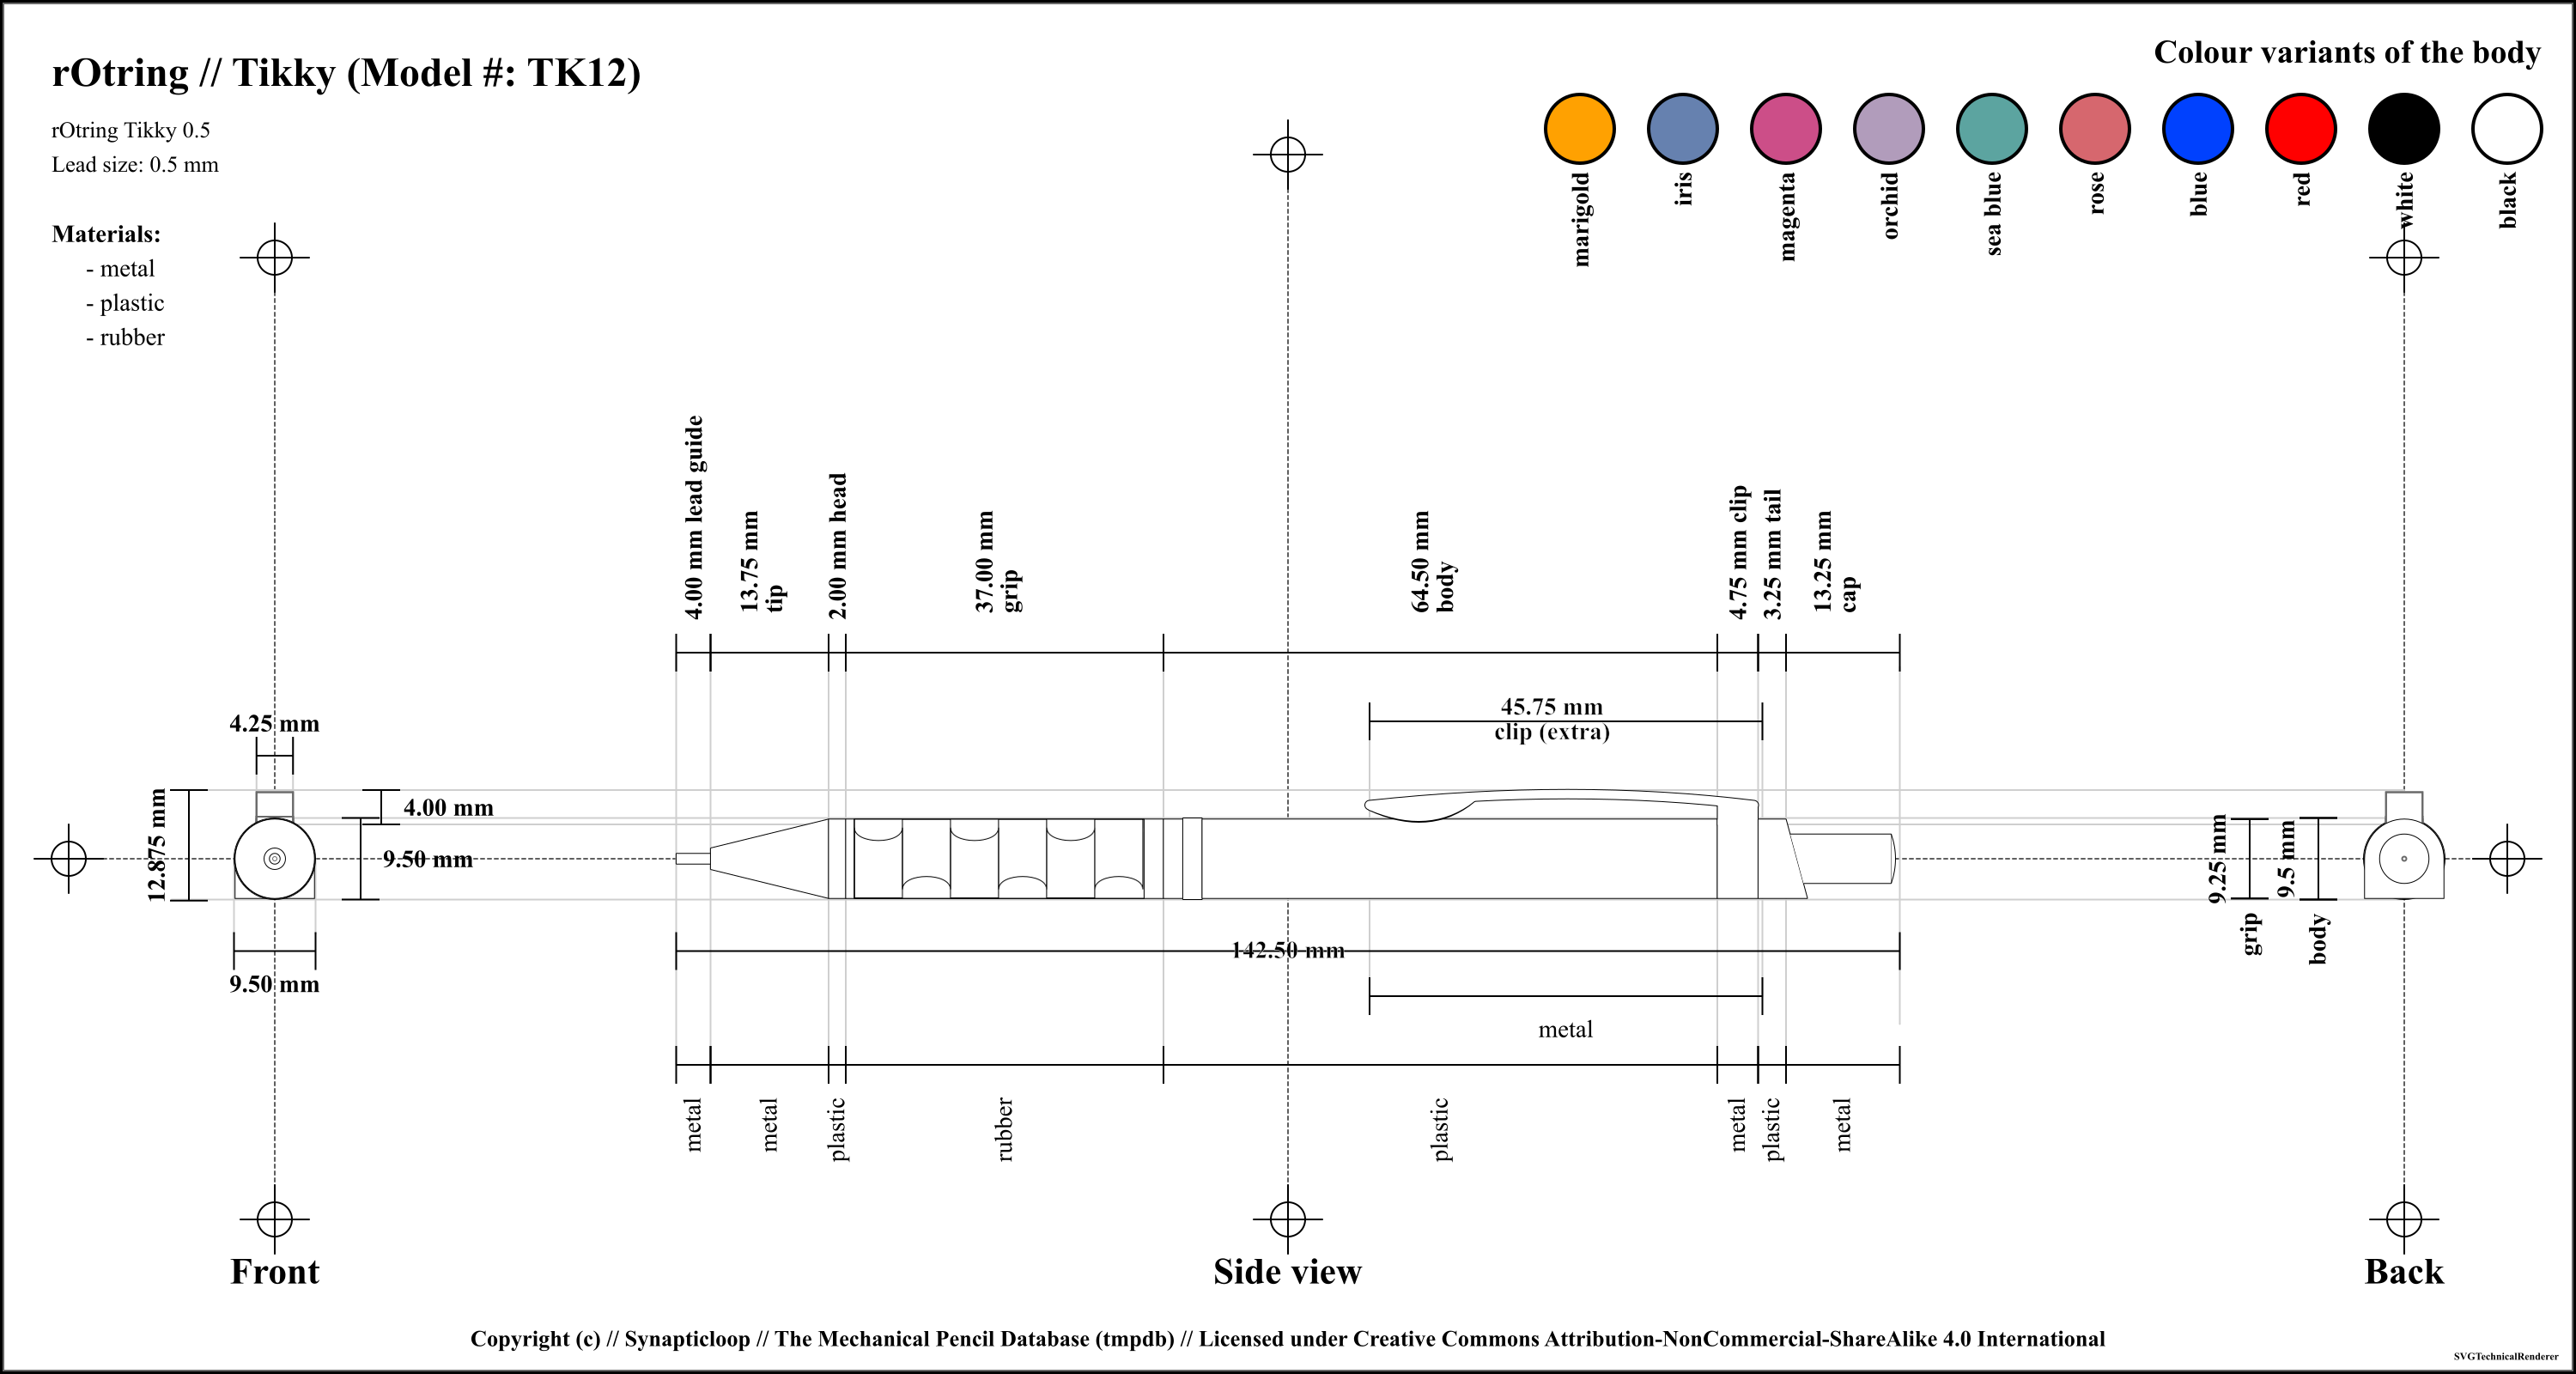 rOtring // Tikky (Model #: TK12)
rOtring Tikky 0.5
Lead size: 0.5 mm
Materials:
- metal
- plastic
- rubber
Colour variants of the body
marigold
iris
magenta
orchid
sea blue
rose
blue
red
white
black
4.00 mm lead guide
13.75 mm
tip
2.00 mm head
37.00 mm
grip
64.50 mm
body
4.75 mm clip
3.25 mm tail
13.25 mm
cap
45.75 mm
clip (extra)
4.25 mm
12.875 mm
4.00 mm
9.50 mm
9.50 mm
9.25 mm
grip
9.5 mm
body
142.50 mm
metal
metal
metal
plastic
rubber
plastic
metal
plastic
metal
Front
Side view
Back
Copyright (c) // Synapticloop // The Mechanical Pencil Database (tmpdb) // Licensed under Creative Commons Attribution-NonCommercial-ShareAlike 4.0 International
SVGTechnicalRenderer